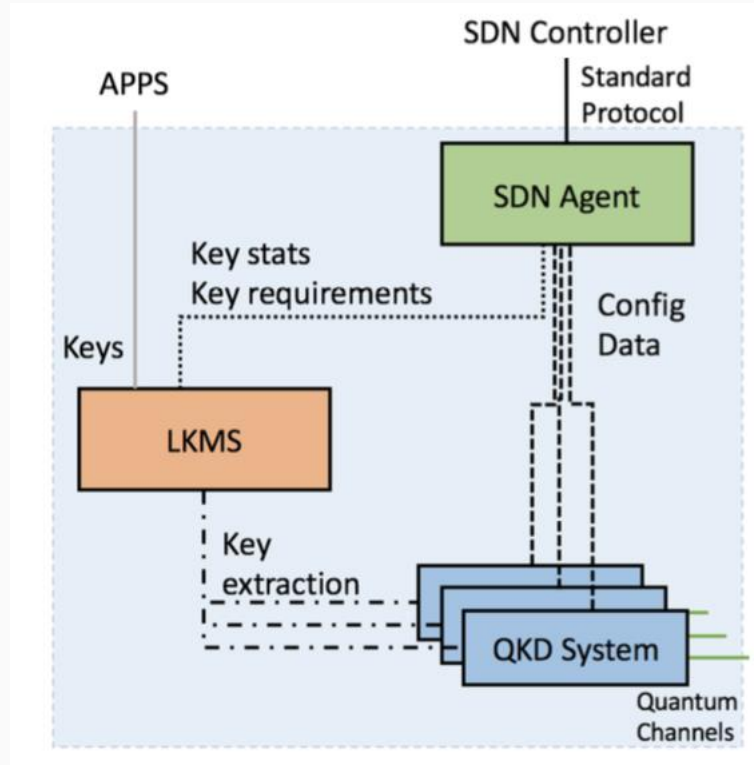 SDN Controller
APPS
Standard
Protocol
SDN Agent
Key stats
Key requirements
Config
Data
Keys
LKMS
Key
extraction
QKD System
Quantum
Channels